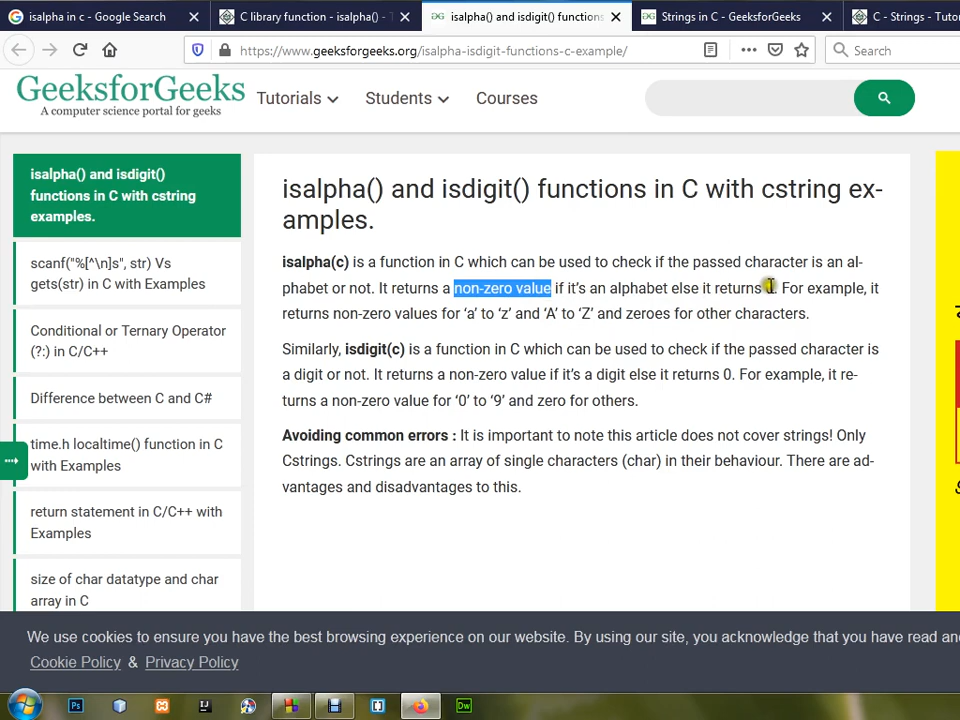 isalpha in c - Google Search
C library function - isalpha() -
isalpha() and isdigit() functions
Strings in C - GeeksforGeeks
C - Strings - Tutor
https://www.geeksforgeeks.org/isalpha-isdigit-functions-c-example/
Search
GeeksforGeeks
A computer science portal for geeks
Tutorials
Students
Courses
isalpha() and isdigit()
functions in C with cstring
examples.
scanf("%[^\n]s", str) Vs
gets(str) in C with Examples
Conditional or Ternary Operator
(?:) in C/C++
Difference between C and C#
time.h localtime() function in C
with Examples
return statement in C/C++ with
Examples
size of char datatype and char
array in C
isalpha() and isdigit() functions in C with cstring ex-
amples.
isalpha(c) is a function in C which can be used to check if the passed character is an al-
phabet or not. It returns a non-zero value if it's an alphabet else it returns . For example, it
returns non-zero values for ‘a’ to ‘z’ and ‘A’ to ‘Z’ and zeroes for other characters.
Similarly, isdigit(c) is a function in C which can be used to check if the passed character is
a digit or not. It returns a non-zero value if it's a digit else it returns 0. For example, it re-
turns a non-zero value for ‘0’ to ‘9’ and zero for others.
Avoiding common errors : It is important to note this article does not cover strings! Only
Cstrings. Cstrings are an array of single characters (char) in their behaviour. There are ad-
vantages and disadvantages to this.
We use cookies to ensure you have the best browsing experience on our website. By using our site, you acknowledge that you have read an
Cookie Policy & Privacy Policy
Ps
Dw